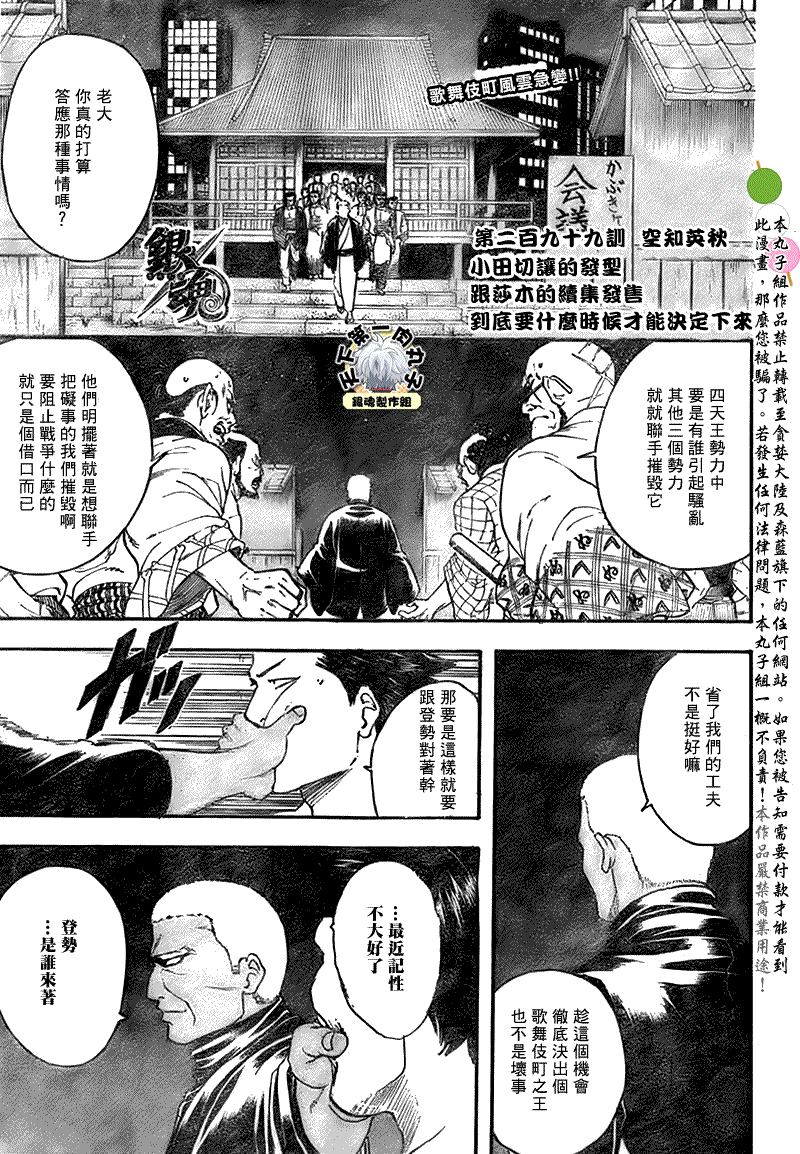 老大
你真的打算
答應那種事情嗎？
歌舞伎町風雲急變!!
かぶき町
会議
銀魂
第二百九十九訓　空知英秋
小田切讓的發型
跟莎木的續集發售
到底要什麼時候才能決定下來
天下第一肉丸子
銀魂製作組
四天王勢力中
要是有誰引起騷亂
其他三個勢力
就就聯手摧毀它
他們明擺著就是想聯手
把礙事的我們摧毀啊
要阻止戰爭什麼的
就只是個借口而已
省了我們的工夫
不是挺好嘛
那要是這樣就要
跟登勢對著幹
ガッ
趁這個機會
徹底決出個
歌舞伎町之王
也不是壞事
…最近記性
不大好了
登勢
…是誰來著
本丸子組作品禁止轉載至貪婪大陸及森藍旗下的任何網站。如果您被告知需要付款才能看到
此漫畫，那麼您被騙了。若發生任何法律問題，本丸子組一概不負責！本作品嚴禁商業用途！